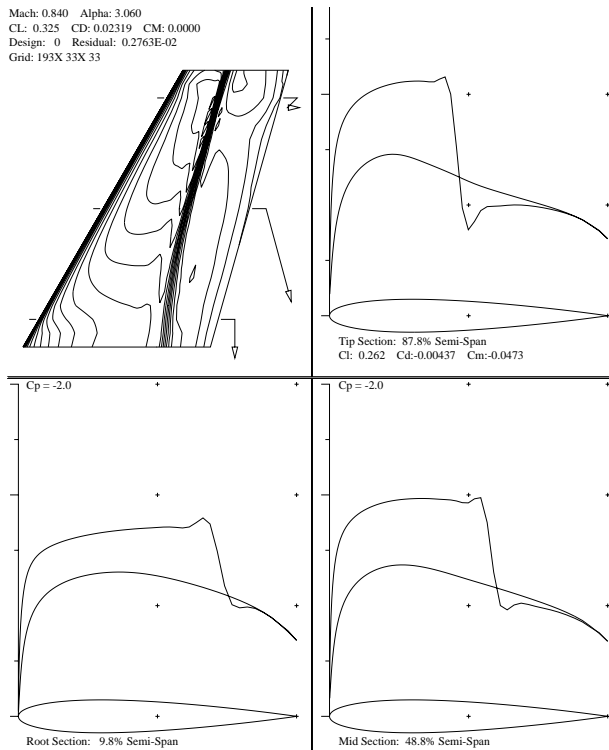 Mach: 0.840 Alpha: 3.060
CL: 0.325 CD: 0.02319 CM: 0.0000
Design: 0 Residual: 0.2763E-02
Grid: 193X 33X 33
Tip Section: 87.8% Semi-Span
Cl: 0.262 Cd:-0.00437 Cm:-0.0473
Cp = -2.0
Root Section: 9.8% Semi-Span
Cp = -2.0
Mid Section: 48.8% Semi-Span